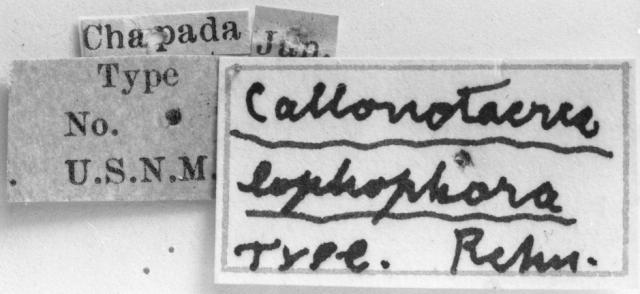 Chapada
Jan.
Type
No.
U.S.N.M.
Callonotacris
lophophora
Type. Rehn.